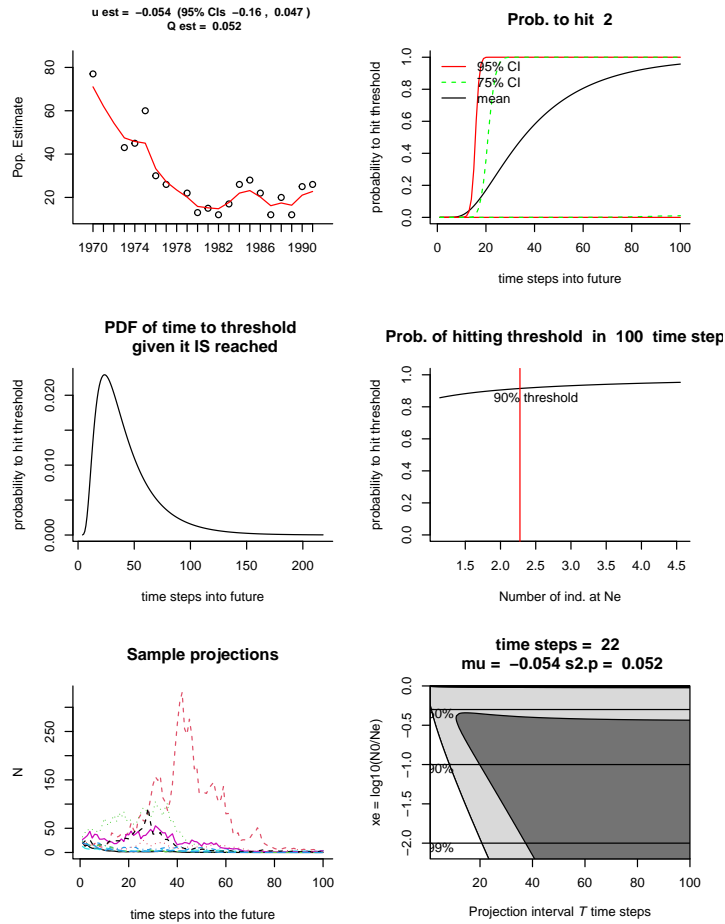 u est = −0.054 (95% CIs −0.16 , 0.047 )
Q est = 0.052
Pop. Estimate
80
60
40
20
1970 1974 1978 1982 1986 1990
Prob. to hit 2
probability to hit threshold
1.0
0.8
0.6
0.4
0.2
0.0
95% CI
75% CI
mean
0 20 40 60 80 100
time steps into future
PDF of time to threshold
given it IS reached
probability to hit threshold
0.020
0.010
0.000
0 50 100 150 200
time steps into future
Prob. of hitting threshold in 100 time step
probability to hit threshold
1.0
0.8
0.6
0.4
0.2
0.0
90% threshold
1.5 2.0 2.5 3.0 3.5 4.0 4.5
Number of ind. at Ne
Sample projections
N
250
150
50
0
0 20 40 60 80 100
time steps into the future
time steps = 22
mu = −0.054 s2.p = 0.052
xe = log10(N0/Ne)
0.0
−0.5
−1.0
−1.5
−2.0
90%
99%
20 40 60 80 100
Projection interval T time steps